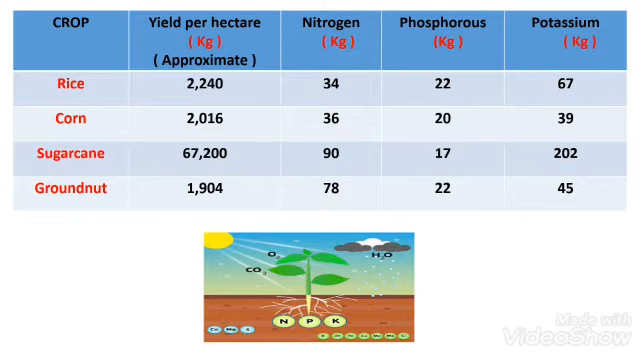 CROP Yield per hectare Nitrogen Phosphorous Potassium
( Kg ) ( Kg ) (Kg) ( Kg )
( Approximate )
Rice 2,240 34 22 67
Corn 2,016 36 20 39
Sugarcane 67,200 90 17 202
Groundnut 1,904 78 22 45
O2 H2O
CO2
N P K
Ca Mg S
Made with
VideoShow